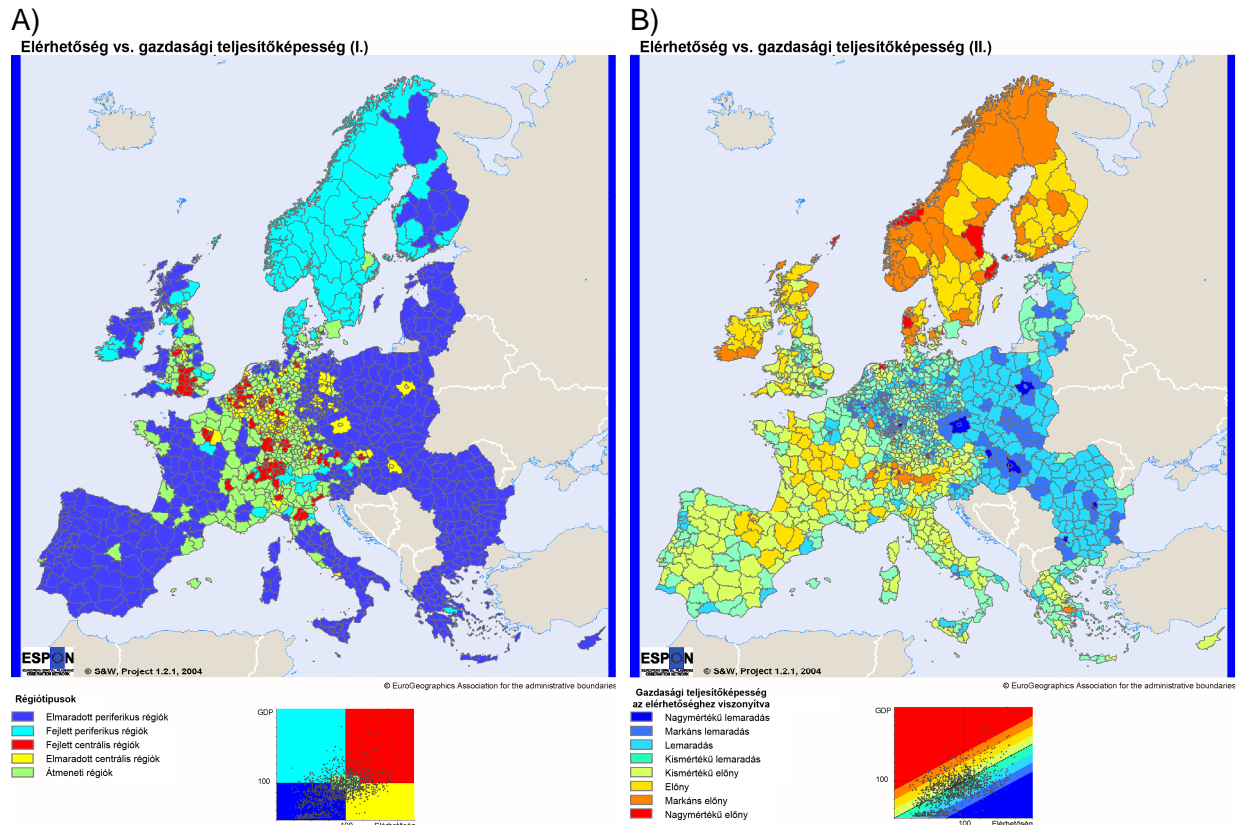 A)
Elérhetőség vs. gazdasági teljesítőképesség (I.)
ESPON
© S&W, Project 1.2.1, 2004
© EuroGeographics Association for the administrative boundaries
Régiótípusok
Elmaradott periferikus régiók
Fejlett periferikus régiók
Fejlett centrális régiók
Elmaradott centrális régiók
Átmeneti régiók
GDP
100
100
Elérhetőség
B)
Elérhetőség vs. gazdasági teljesítőképesség (II.)
ESPON
© S&W, Project 1.2.1, 2004
© EuroGeographics Association for the administrative boundaries
Gazdasági teljesítőképesség
az elérhetőséghez viszonyítva
Nagymértékű lemaradás
Markáns lemaradás
Lemaradás
Kismértékű lemaradás
Kismértékű előny
Előny
Markáns előny
Nagymértékű előny
GDP
100
100
Elérhetőség